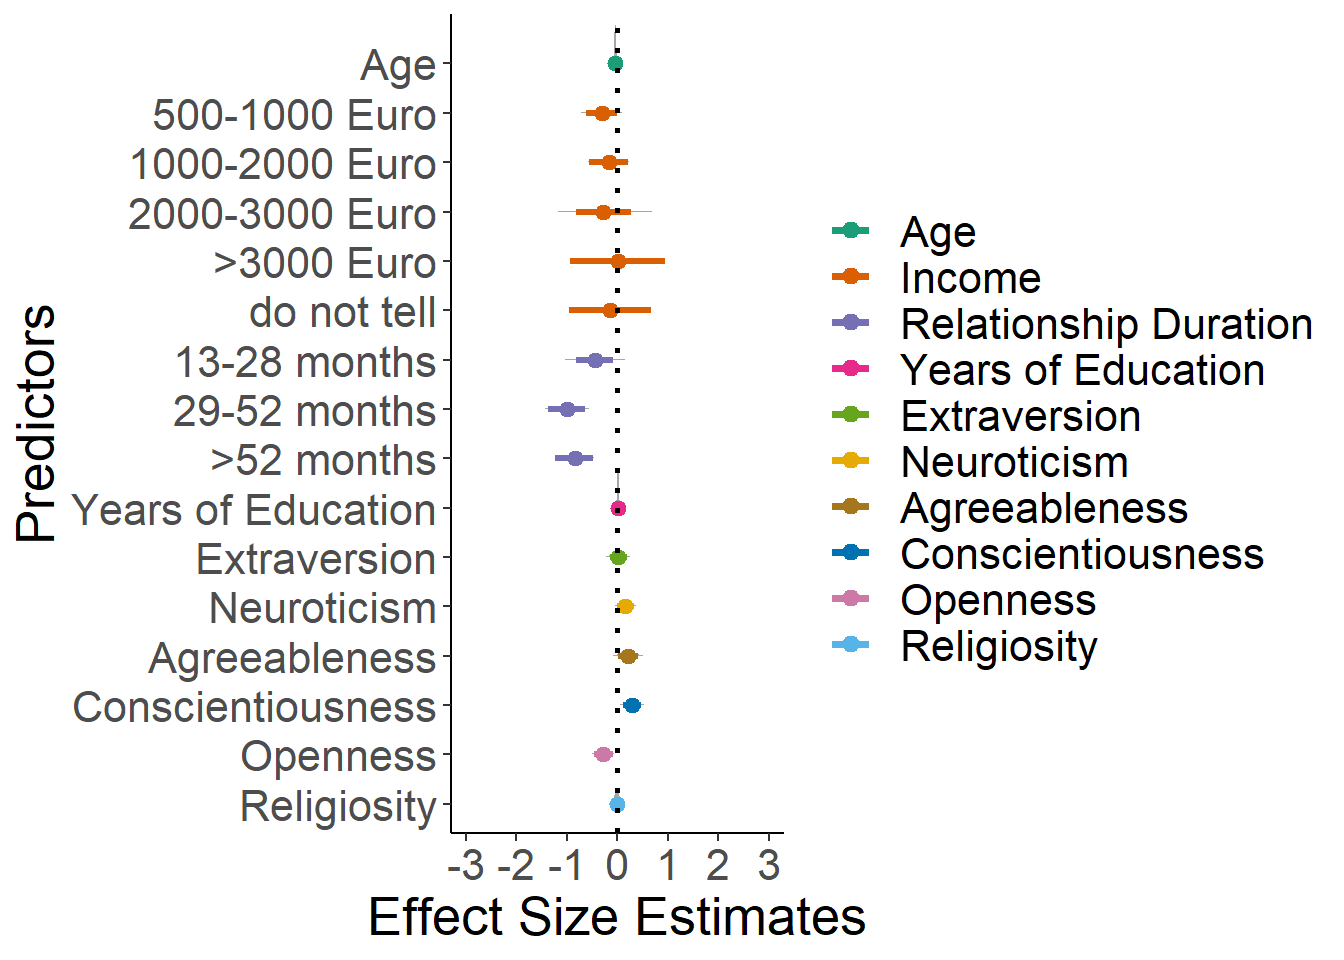 Predictors
Age
500-1000 Euro
1000-2000 Euro
2000-3000 Euro
>3000 Euro
do not tell
13-28 months
29-52 months
>52 months
Years of Education
Extraversion
Neuroticism
Agreeableness
Conscientiousness
Openness
Religiosity
-3 -2 -1 0 1 2 3
Effect Size Estimates
Age
Income
Relationship Duration
Years of Education
Extraversion
Neuroticism
Agreeableness
Conscientiousness
Openness
Religiosity